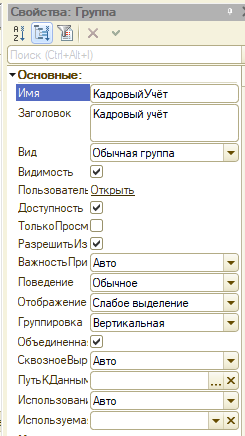 Свойства: Группа
Поиск (Ctrl+Alt+I)
Основные:
Имя КадровыйУчёт
Заголовок Кадровый учёт
Вид Обычная группа
Видимость
Пользователь Открыть
Доступность
ТолькоПросм
РазрешитьИз
ВажностьПри Авто
Поведение Обычное
Отображение Слабое выделение
Группировка Вертикальная
Объединенна
СквозноеВыр Авто
ПутьКДанным ...
Использовани Авто
Используема